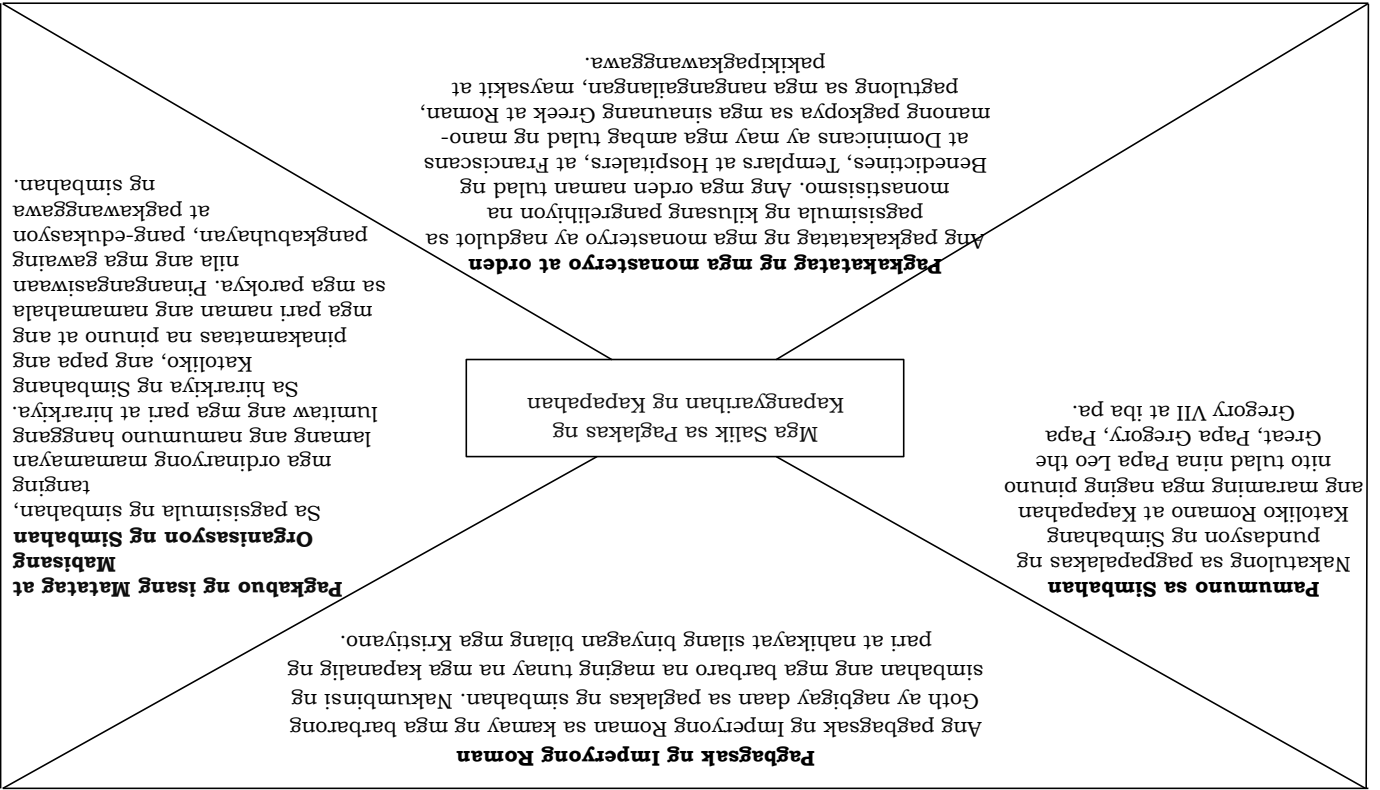 Pagbagsak ng Imperyong Roman
Ang pagbagsak ng Imperyong Roman sa kamay ng mga barbarong
Goth ay nagbigay daan sa paglakas ng simbahan. Nakumbinsi ng
simbahan ang mga barbaro na maging tunay na mga kapanalig ng
pari at nahikayat silang binyagan bilang mga Kristiyano.
Pamumuno sa Simbahan
Nakatulong sa pagpapalakas ng
pundasyon ng Simbahang
Katoliko Romano at Kapapahan
ang maraming mga naging pinuno
nito tulad nina Papa Leo the
Great, Papa Gregory, Papa
Gregory VII at iba pa.
Mga Salik sa Paglakas ng
Kapangyarihan ng Kapapahan
Pagkabuo ng isang Matatag at
Mabisang
Organisasyon ng Simbahan
Sa pagsisimula ng simbahan,
tanging
mga ordinaryong mamamayan
lamang ang namumuno hanggang
lumitaw ang mga pari at hirarkiya.
Sa hirarkiya ng Simbahang
Katoliko, ang papa ang
pinakamataas na pinuno at ang
mga pari naman ang namamahala
sa mga parokya. Pinangangasiwaan
nila ang mga gawaing
pangkabuhayan, pang-edukasyon
at pagkawanggawa
ng simbahan.
Pagkakatatag ng mga monasteryo at orden
Ang pagkakatatag ng mga monasteryo ay nagdulot sa
pagsisimula ng kilusang pangrelihiyon na
monastisismo. Ang mga orden naman tulad ng
Benedictines, Templars at Hospitalers, at Franciscans
at Dominicans ay may mga ambag tulad ng mano-
manong pagkopya sa mga sinaunang Greek at Roman,
pagtulong sa mga nangangailangan, maysakit at
pakikipagkawanggawa.